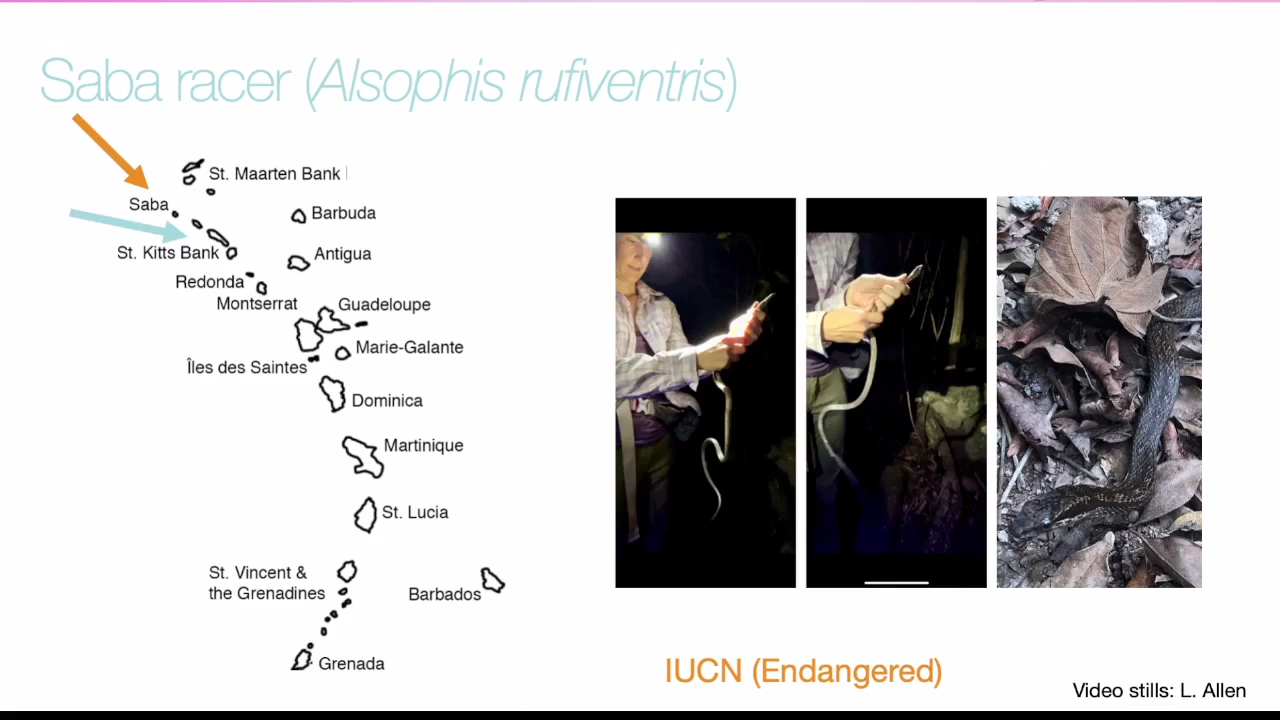 Saba racer (Alsophis rufiventris)
St. Maarten Bank
Saba
Barbuda
St. Kitts Bank
Antigua
Redonda
Montserrat
Guadeloupe
Marie-Galante
Îles des Saintes
Dominica
Martinique
St. Lucia
St. Vincent &
the Grenadines
Barbados
Grenada
IUCN (Endangered)
Video stills: L. Allen